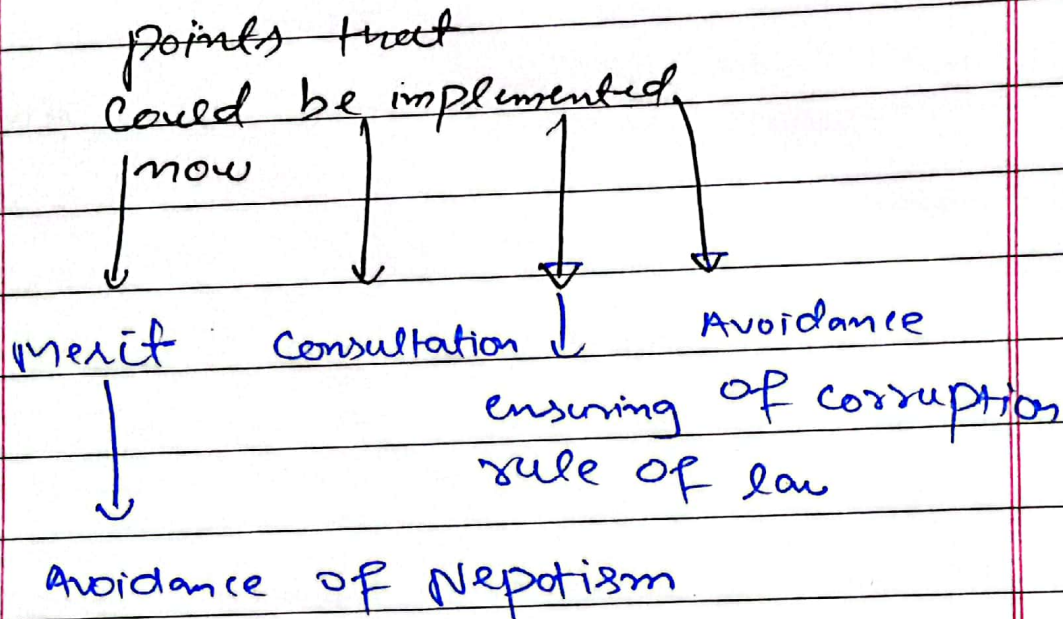 points that
Could be implemented
now
Merit Consultation Avoidance
ensuring of corruption
rule of law
Avoidance of Nepotism